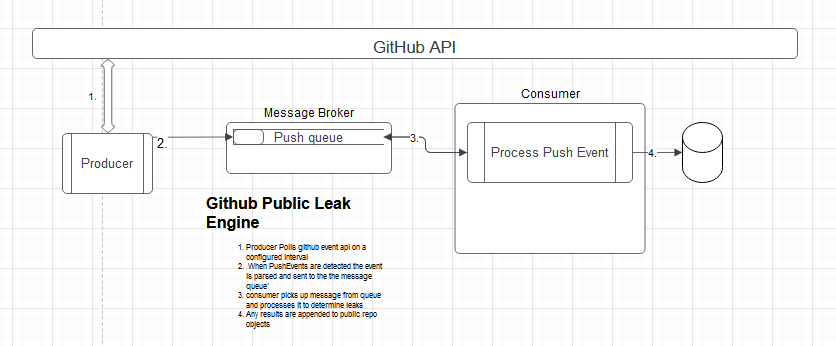 GitHub API
1.
Message Broker
Consumer
2.
Push queue
3.
Producer
Process Push Event
4.
Github Public Leak
Engine
1. Producer Polls github event api on a
configured interval
2. When PushEvents are detected the event
is parsed and sent to the the message
queue'
3. consumer picks up message from queue
and processes it to determine leaks
4. Any results are appended to public repo
objects